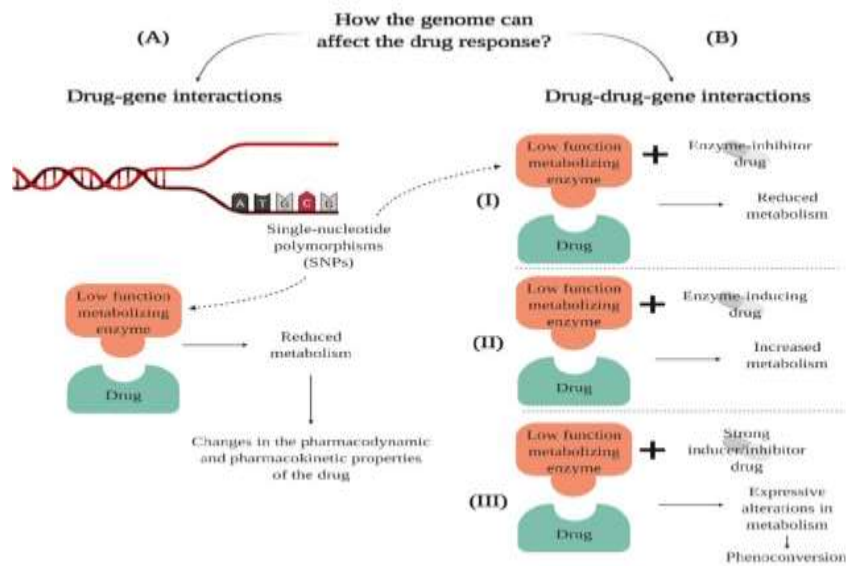 How the genome can
affect the drug response?
(A)
Drug-gene interactions
A T G C G
Single-nucleotide
polymorphisms
(SNPs)
Low function
metabolizing
enzyme
Drug
Reduced
metabolism
Changes in the pharmacodynamic
and pharmacokinetic properties
of the drug
(B)
Drug-drug-gene interactions
(I)
Low function
metabolizing
enzyme
+
Enzyme-inhibitor
drug
Drug
Reduced
metabolism
(II)
Low function
metabolizing
enzyme
+
Enzyme-inducing
drug
Drug
Increased
metabolism
(III)
Low function
metabolizing
enzyme
+
Strong
inducer/inhibitor
drug
Drug
Expressive
alterations in
metabolism
Phenoconversion